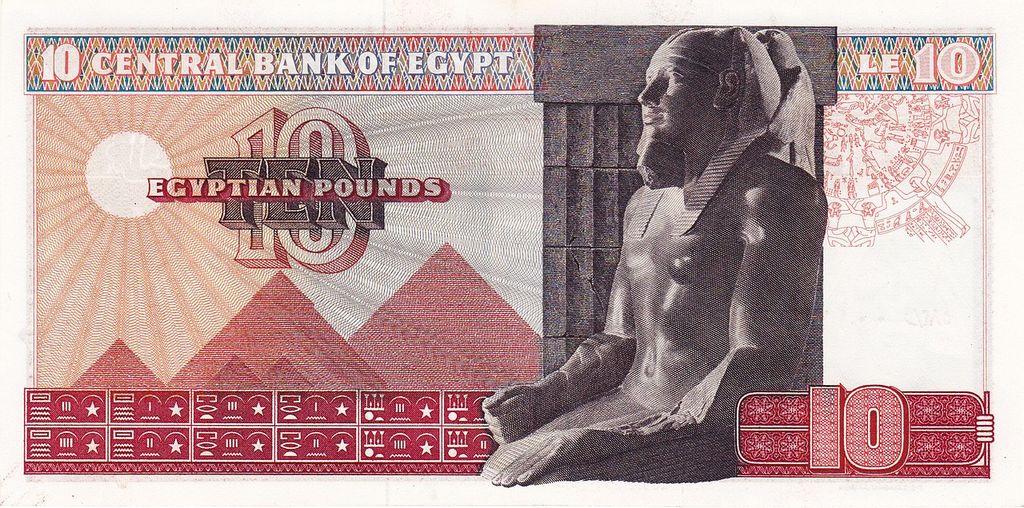 10 CENTRAL BANK OF EGYPT
LE 10
10
TEN
EGYPTIAN POUNDS
10